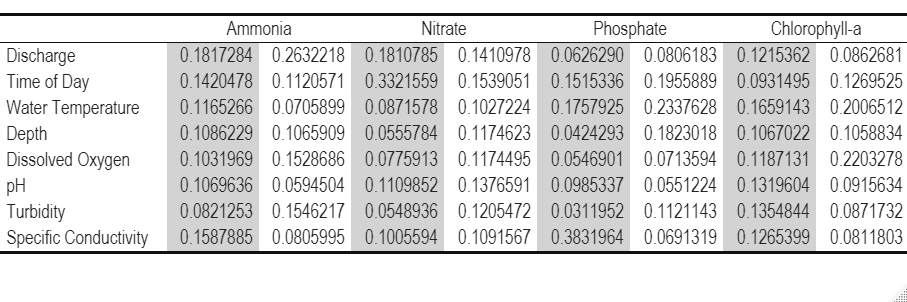 Ammonia Nitrate Phosphate Chlorophyll-a
Discharge 0.1817284 0.2632218 0.1810785 0.1410978 0.0626290 0.0806183 0.1215362 0.0862681
Time of Day 0.1420478 0.1120571 0.3321559 0.1539051 0.1515336 0.1955889 0.0931495 0.1269525
Water Temperature 0.1165266 0.0705899 0.0871578 0.1027224 0.1757925 0.2337628 0.1659143 0.2006512
Depth 0.1086229 0.1065909 0.0555784 0.1174623 0.0424293 0.1823018 0.1067022 0.1058834
Dissolved Oxygen 0.1031969 0.1528686 0.0775913 0.1174495 0.0546901 0.0713594 0.1187131 0.2203278
pH 0.1069636 0.0594504 0.1109852 0.1376591 0.0985337 0.0551224 0.1319604 0.0915634
Turbidity 0.0821253 0.1546217 0.0548936 0.1205472 0.0311952 0.1121143 0.1354844 0.0871732
Specific Conductivity 0.1587885 0.0805995 0.1005594 0.1091567 0.3831964 0.0691319 0.1265399 0.0811803